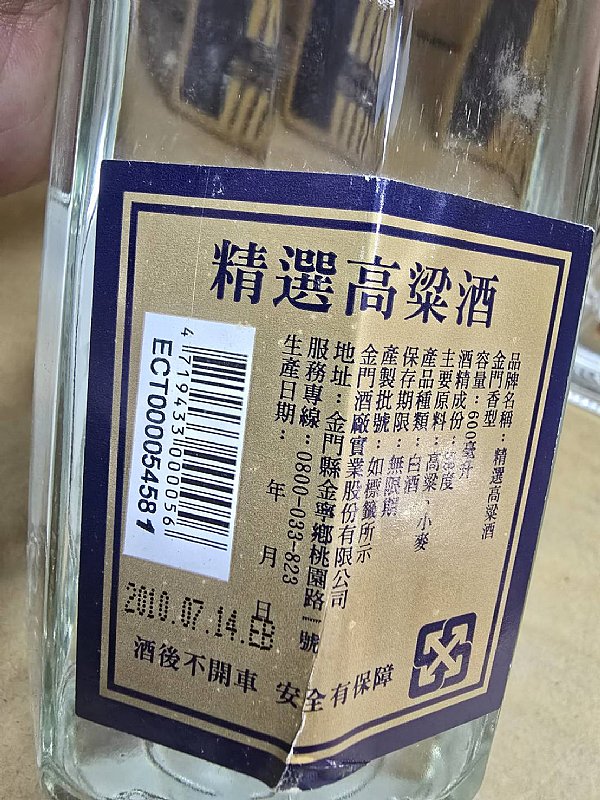 精選高粱酒
品牌名稱：精選高粱酒
金門香型
容量：600毫升
酒精成份：58度
主要原料：高粱、小麥
產品種類：白酒
保存期限：無限期
產製批號：如標籤所示
金門酒廠實業股份有限公司
地址：金門縣金寧鄉桃園路一號
服務專線：0800-033-823
生產日期： 年 月 日
4719433100005 6
ECT00005458 1
2010.07.14.EB
酒後不開車 安全有保障